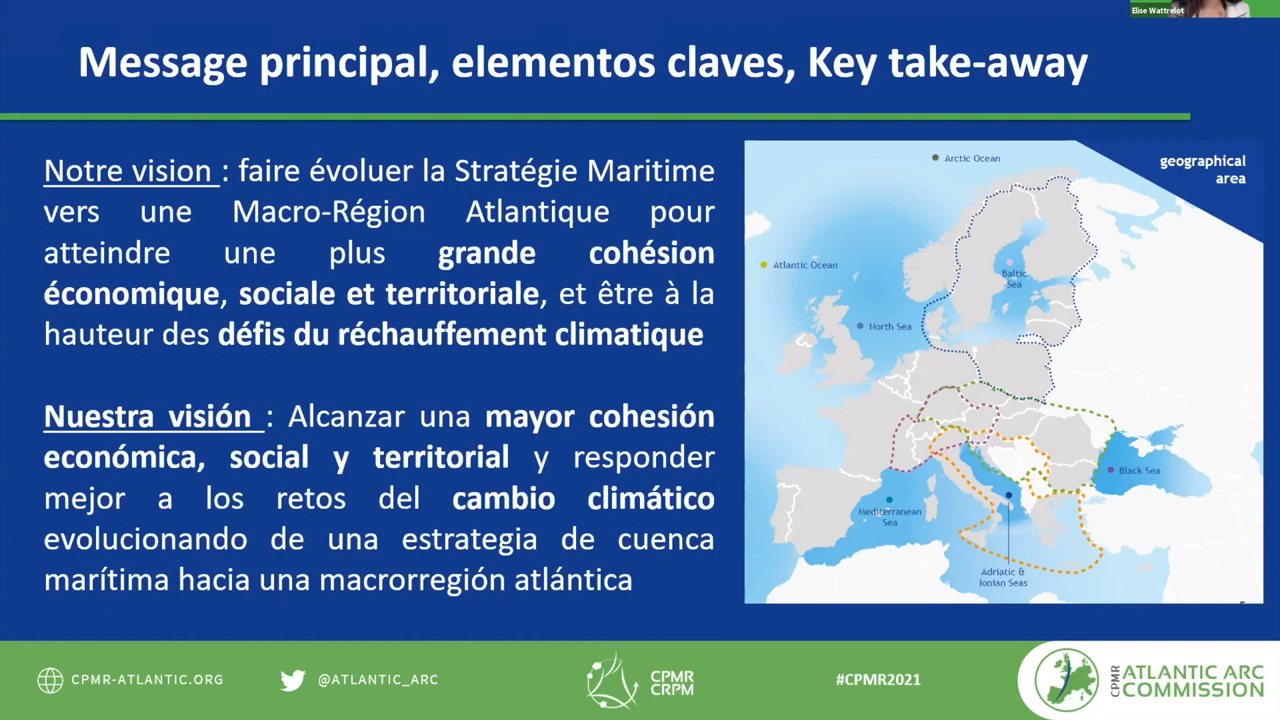 Elise Wattrelot
Message principal, elementos claves, Key take-away
Notre vision : faire évoluer la Stratégie Maritime
vers une Macro-Région Atlantique pour
atteindre une plus grande cohésion
économique, sociale et territoriale, et être à la
hauteur des défis du réchauffement climatique
Nuestra visión : Alcanzar una mayor cohesión
económica, social y territorial y responder
mejor a los retos del cambio climático
evolucionando de una estrategia de cuenca
marítima hacia una macrorregión atlántica
geographical
area
Arctic Ocean
Atlantic Ocean
Baltic
Sea
North Sea
Black Sea
Mediterranean
Sea
Adriatic &
Ionian Seas
CPMR-ATLANTIC.ORG
@ATLANTIC_ARC
CPMR
CRPM
#CPMR2021
CPMR
ATLANTIC ARC
COMMISSION